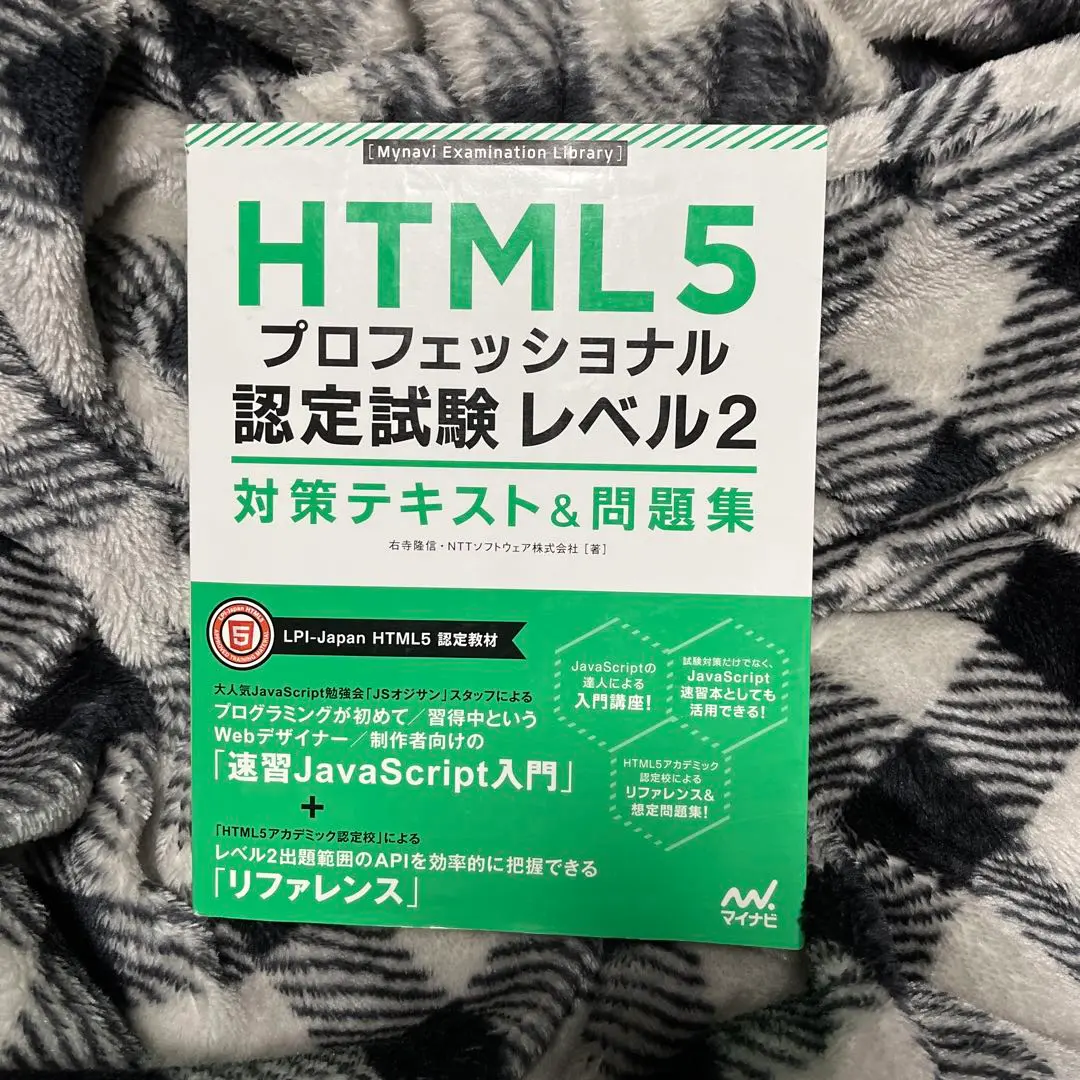 [Mynavi Examination Library]
HTML5
プロフェッショナル
認定試験 レベル2
対策テキスト&問題集
右寺隆信・NTTソフトウェア株式会社 [著]
LPI-Japan HTML5
5
APPROVED TRAINING MATERIAL
LPI-Japan HTML5 認定教材
大人気JavaScript勉強会「JSオジサン」スタッフによる
プログラミングが初めて/習得中という
Webデザイナー/制作者向けの
「速習JavaScript入門」
+
「HTML5アカデミック認定校」による
レベル2出題範囲のAPIを効率的に把握できる
「リファレンス」
JavaScriptの
達人による
入門講座!
試験対策だけでなく、
JavaScript
速習本としても
活用できる!
HTML5アカデミック
認定校による
リファレンス&
想定問題集!
マイナビ